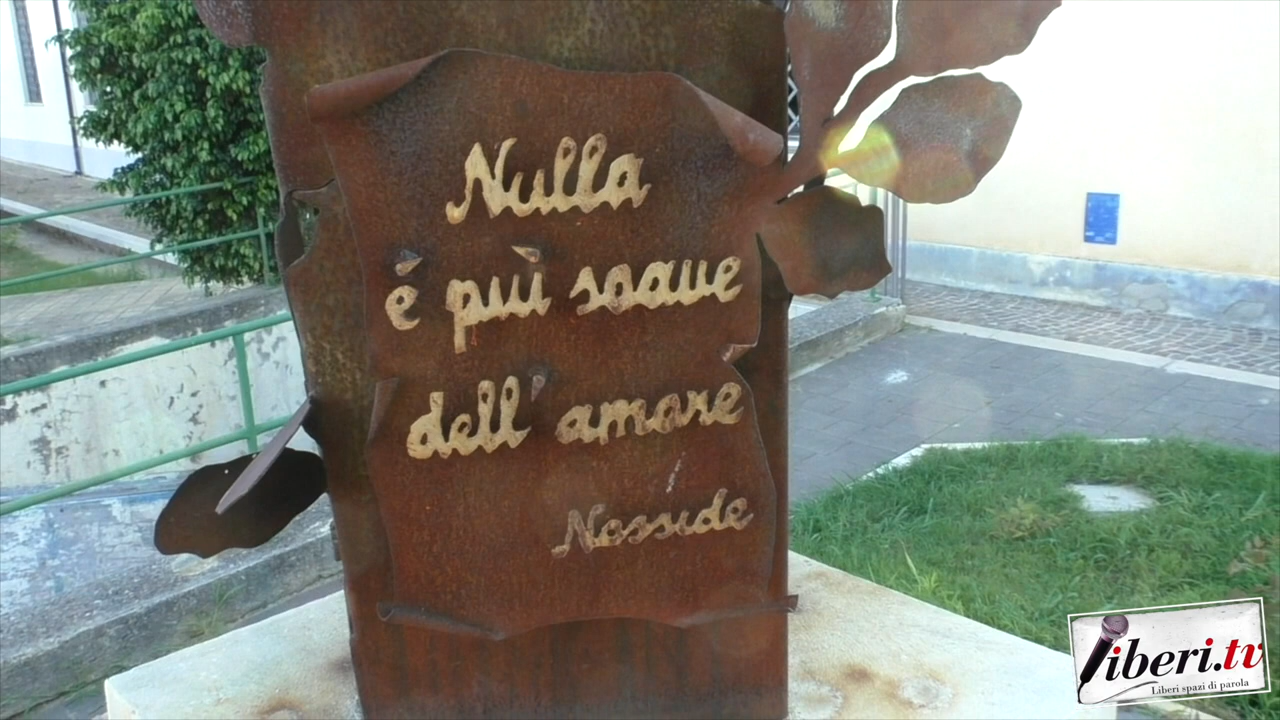 Nulla
é più soave
dell'amore
Nosside
liberi.tv
Liberi spazi di parola